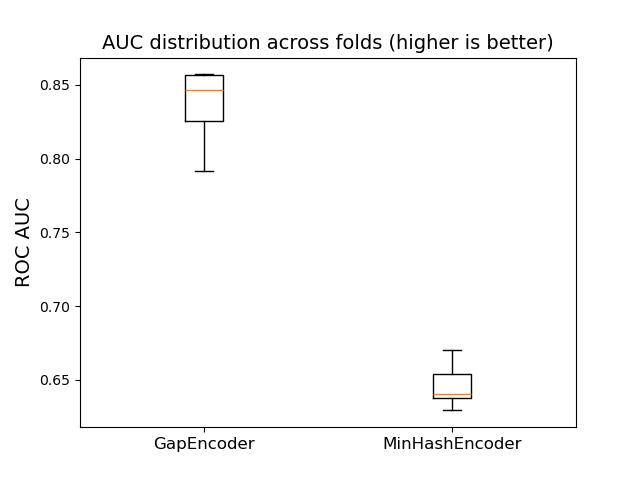 AUC distribution across folds (higher is better)
ROC AUC
0.85
0.80
0.75
0.70
0.65
GapEncoder
MinHashEncoder